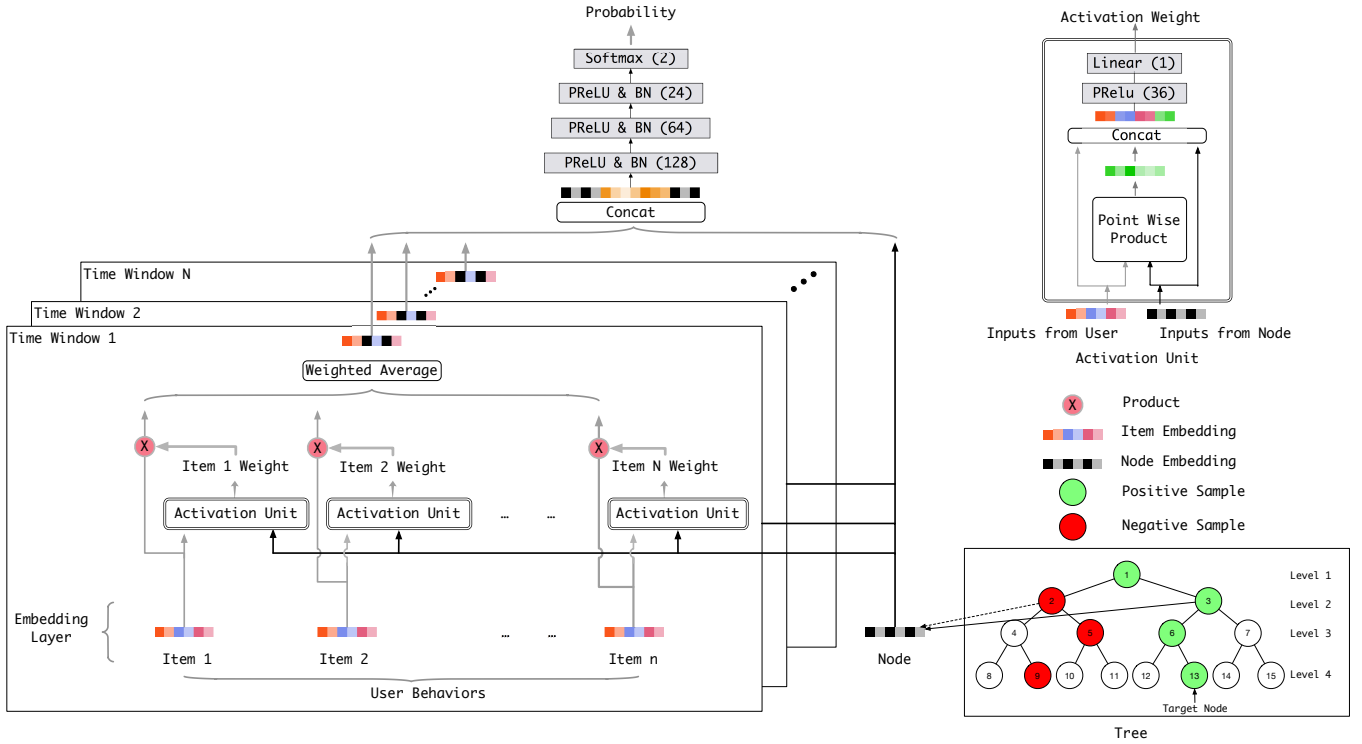 Probability
Softmax (2)
PReLU & BN (24)
PReLU & BN (64)
PReLU & BN (128)
Concat
Time Window N
Time Window 2
Time Window 1
Weighted Average
X
X
X
Item 1 Weight
Item 2 Weight
Item N Weight
Activation Unit
Activation Unit
... ...
Activation Unit
Embedding
Layer
... ...
Item 1
Item 2
Item n
User Behaviors
Node
Activation Weight
Linear (1)
PRelu (36)
Concat
Point Wise
Product
Inputs from User
Inputs from Node
Activation Unit
X
Product
Item Embedding
Node Embedding
Positive Sample
Negative Sample
1
Level 1
2
3
Level 2
4
5
6
7
Level 3
8
9
10
11
12
13
14
15
Level 4
Target Node
Tree